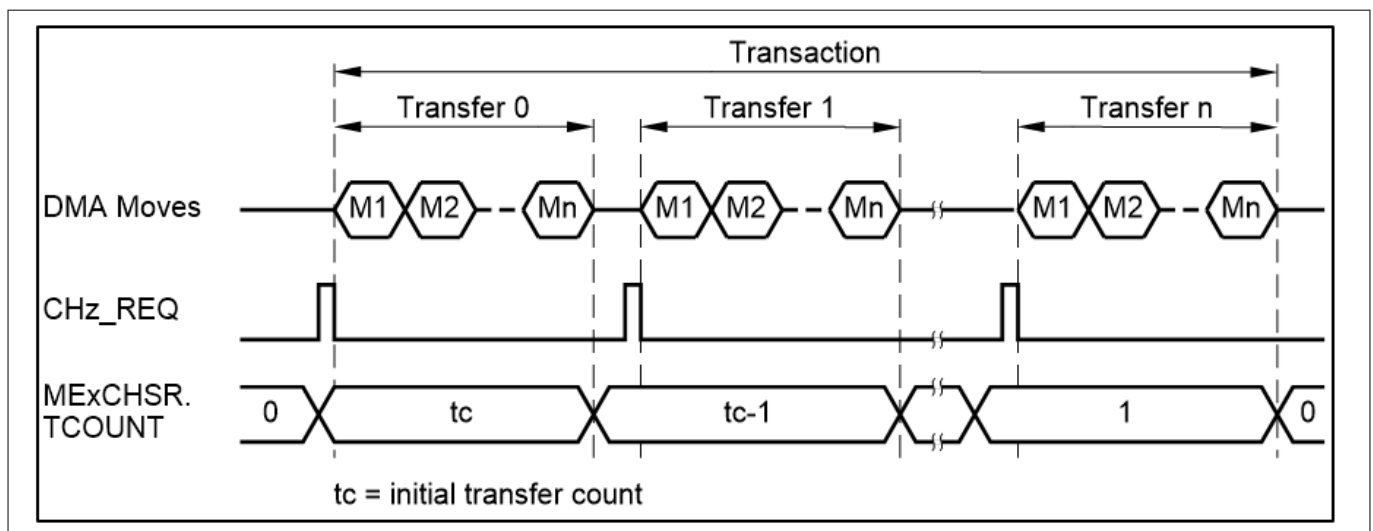 Transaction
Transfer 0 Transfer 1 Transfer n
DMA Moves M1 M2 Mn M1 M2 Mn M1 M2 Mn
CHz_REQ
MExCHSR.
TCOUNT 0 tc tc-1 1 0
tc = initial transfer count